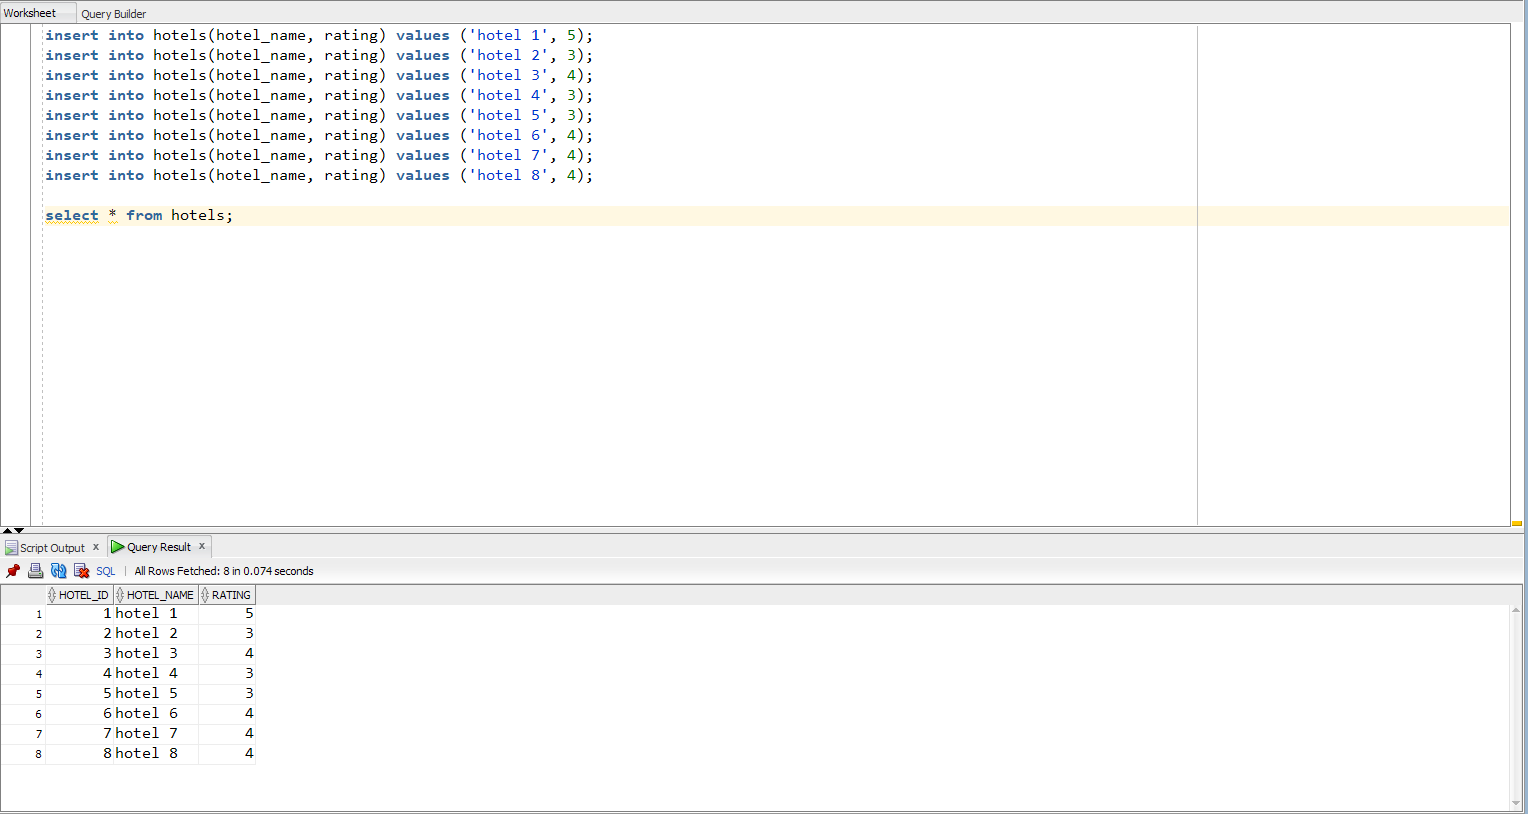 Worksheet Query Builder
insert into hotels(hotel_name, rating) values ('hotel 1', 5);
insert into hotels(hotel_name, rating) values ('hotel 2', 3);
insert into hotels(hotel_name, rating) values ('hotel 3', 4);
insert into hotels(hotel_name, rating) values ('hotel 4', 3);
insert into hotels(hotel_name, rating) values ('hotel 5', 3);
insert into hotels(hotel_name, rating) values ('hotel 6', 4);
insert into hotels(hotel_name, rating) values ('hotel 7', 4);
insert into hotels(hotel_name, rating) values ('hotel 8', 4);
select * from hotels;
Script Output x Query Result x
SQL | All Rows Fetched: 8 in 0.074 seconds
HOTEL_ID HOTEL_NAME RATING
1 1 hotel 1 5
2 2 hotel 2 3
3 3 hotel 3 4
4 4 hotel 4 3
5 5 hotel 5 3
6 6 hotel 6 4
7 7 hotel 7 4
8 8 hotel 8 4